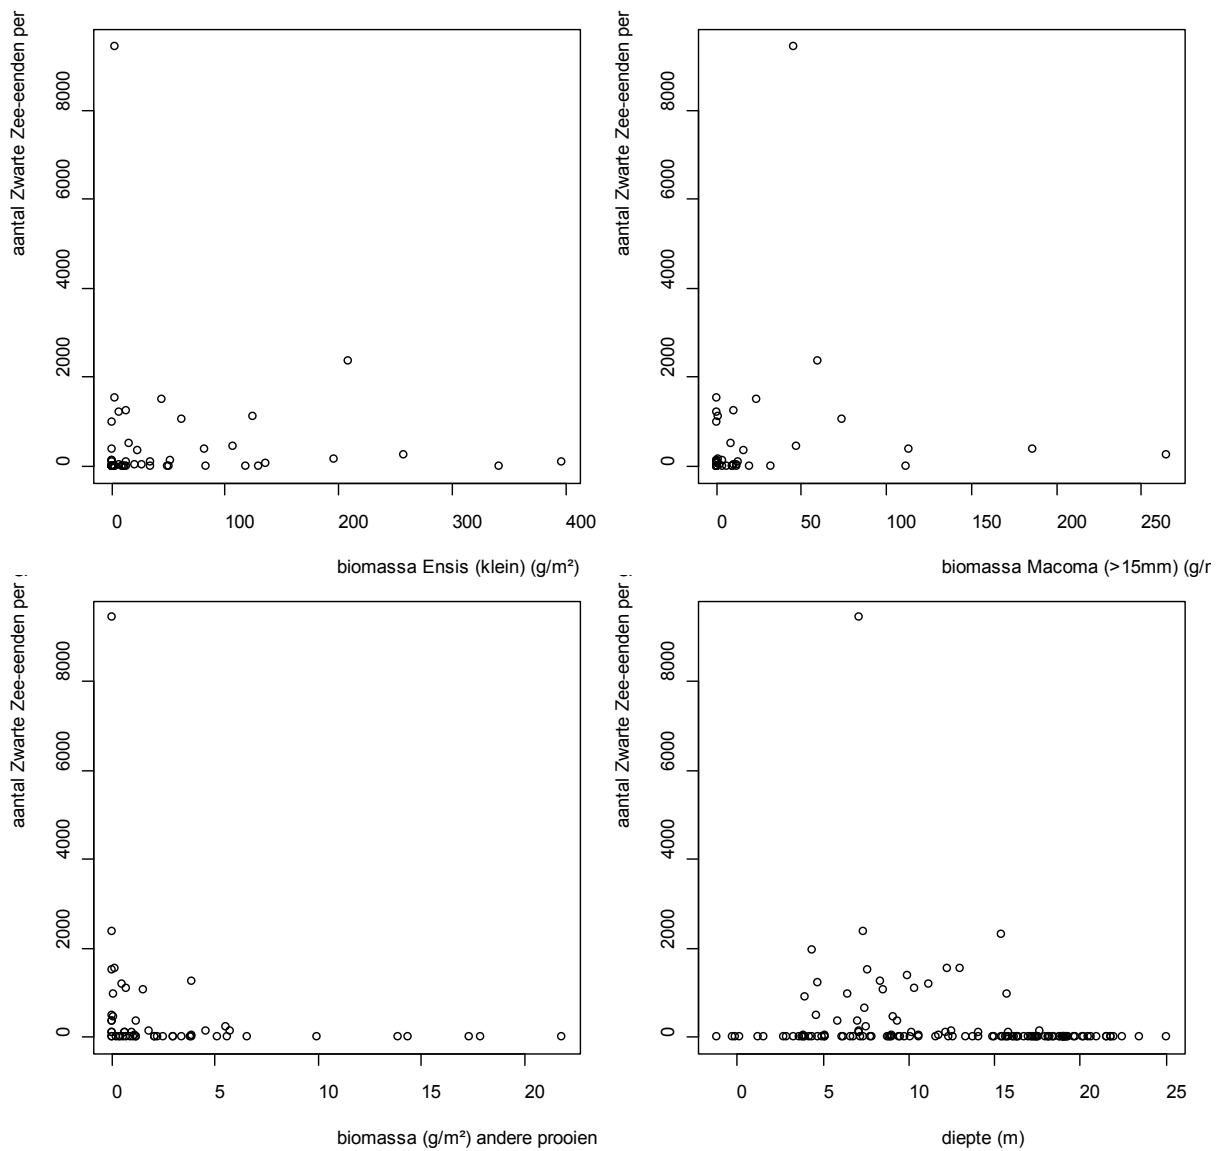 aantal Zwarte Zee-eenden per
8000
6000
4000
2000
0
0 100 200 300 400
biomassa Ensis (klein) (g/m²)
aantal Zwarte Zee-eenden per
8000
6000
4000
2000
0
0 50 100 150 200 250
biomassa Macoma (>15mm)
aantal Zwarte Zee-eenden per
8000
6000
4000
2000
0
0 5 10 15 20
biomassa (g/m²) andere prooien
aantal Zwarte Zee-eenden per
8000
6000
4000
2000
0
0 5 10 15 20 25
diepte (m)